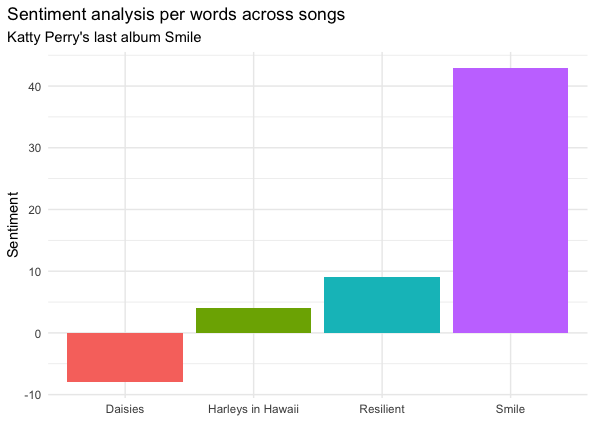 Sentiment analysis per words across songs
Katty Perry's last album Smile
Sentiment
40
30
20
10
0
-10
Daisies
Harleys in Hawaii
Resilient
Smile